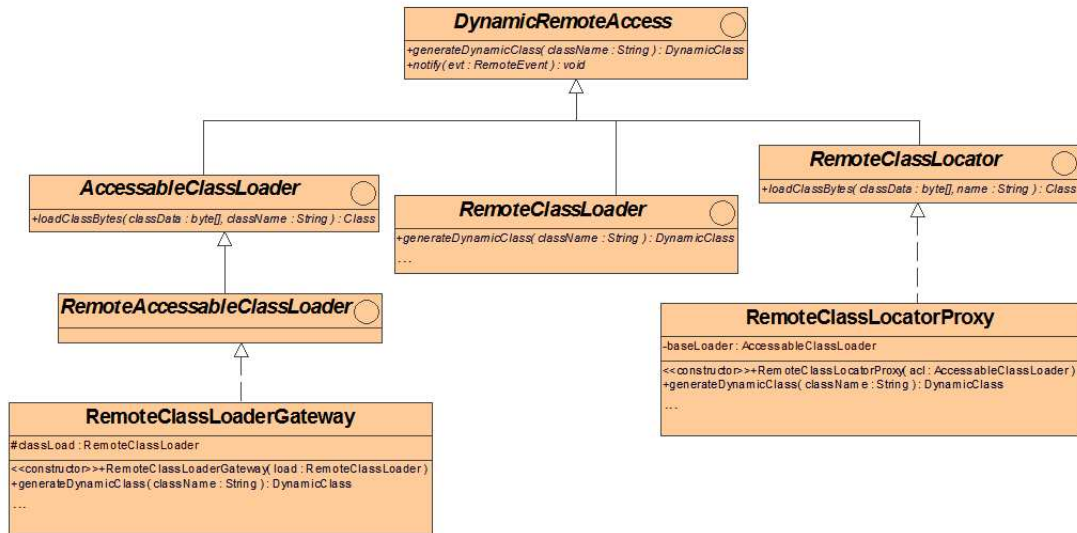 DynamicRemoteAccess
+generateDynamicClass( className : String ) : DynamicClass
+notify( evt : RemoteEvent ) : void
AccessableClassLoader
+loadClassBytes( classData : byte[], className : String ) : Class
RemoteClassLoader
+generateDynamicClass( className : String ) : DynamicClass
...
RemoteClassLocator
+loadClassBytes( classData : byte[], name : String ) : Class
RemoteAccessableClassLoader
RemoteClassLocatorProxy
-baseLoader : AccessableClassLoader
<<constructor>>+RemoteClassLocatorProxy( acl : AccessableClassLoader )
+generateDynamicClass( className : String ) : DynamicClass
...
RemoteClassLoaderGateway
#classLoad : RemoteClassLoader
<<constructor>>+RemoteClassLoaderGateway( load : RemoteClassLoader )
+generateDynamicClass( className : String ) : DynamicClass
...